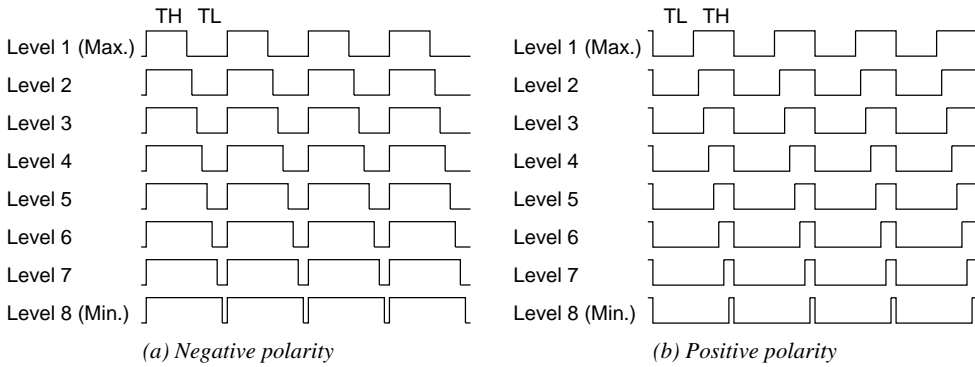 TH TL
Level 1 (Max.)
Level 2
Level 3
Level 4
Level 5
Level 6
Level 7
Level 8 (Min.)
(a) Negative polarity
TL TH
Level 1 (Max.)
Level 2
Level 3
Level 4
Level 5
Level 6
Level 7
Level 8 (Min.)
(b) Positive polarity